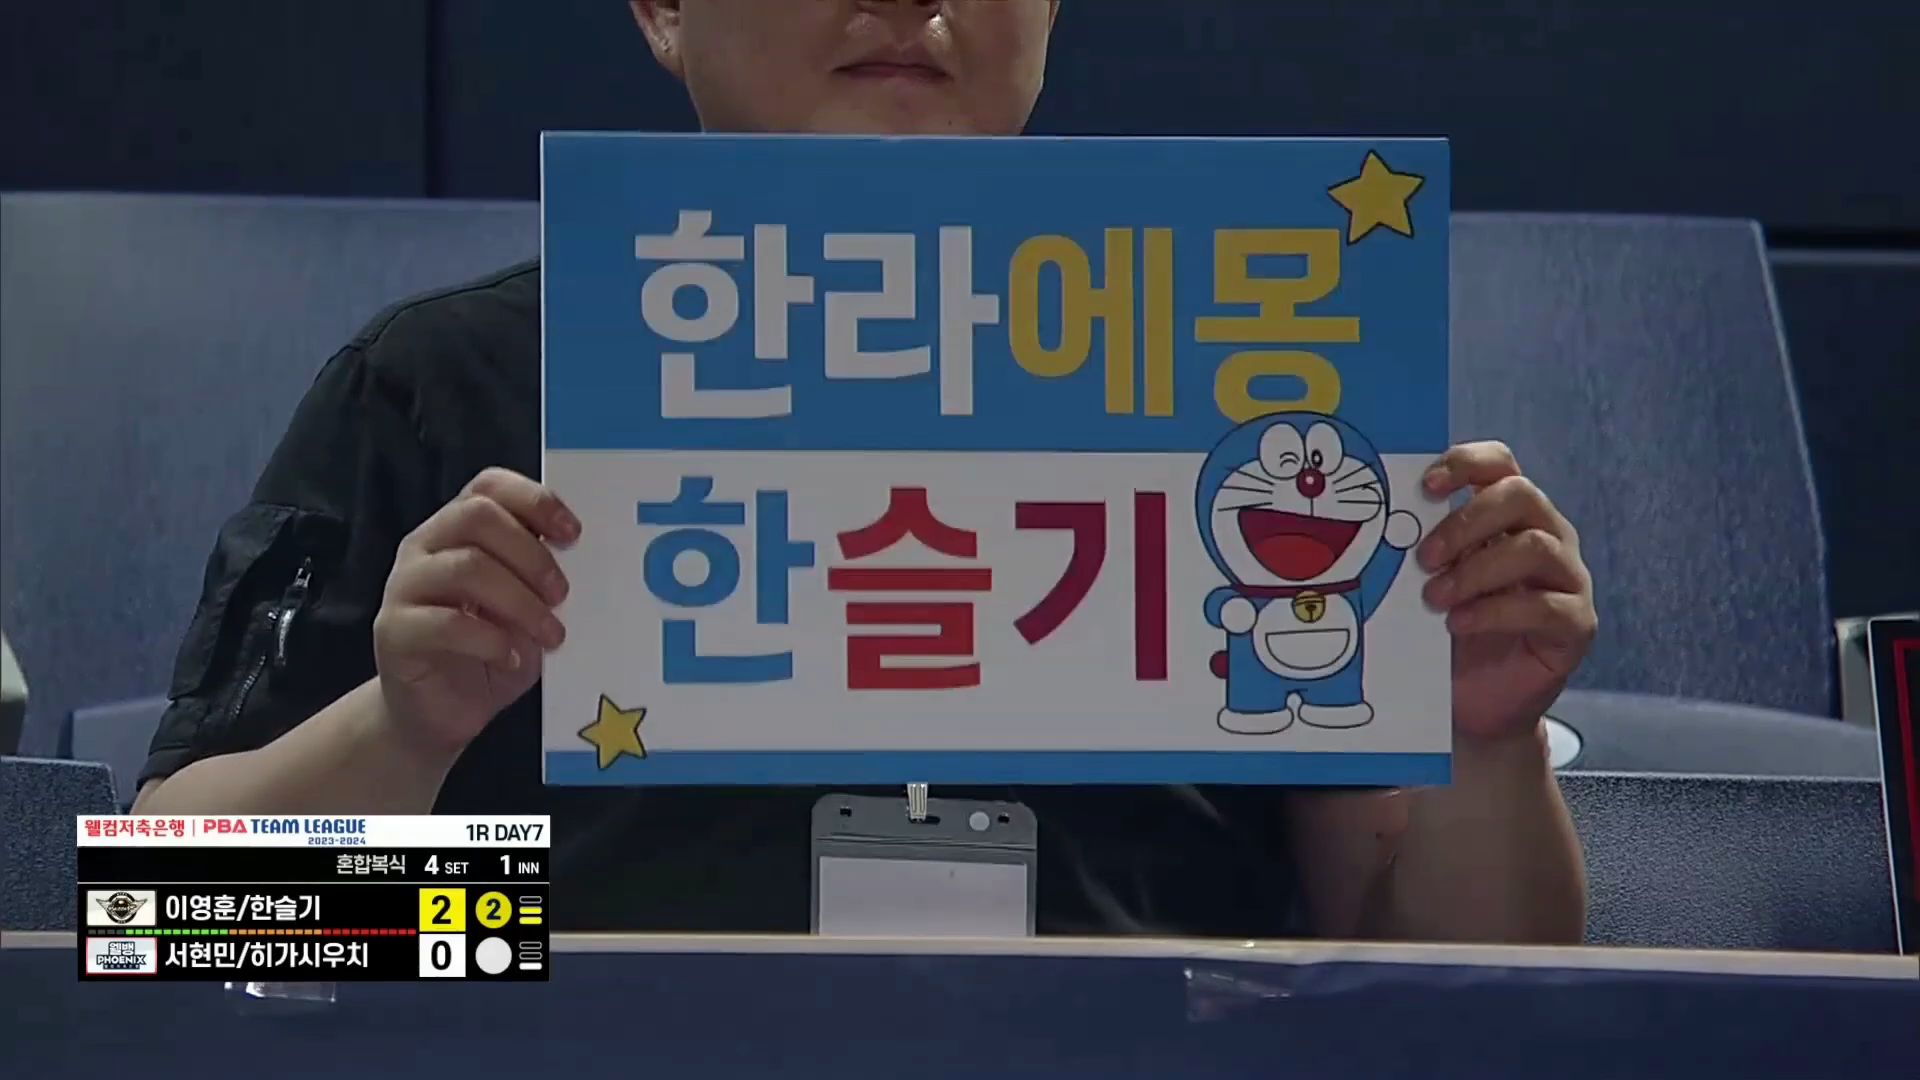 한라에몽
한슬기
웰컴저축은행 | PBA TEAM LEAGUE 2023-2024 1R DAY7
혼합복식 4 SET 1 INN
이영훈/한슬기 2 2
웰뱅 PHOENIX 서현민/히가시우치 0